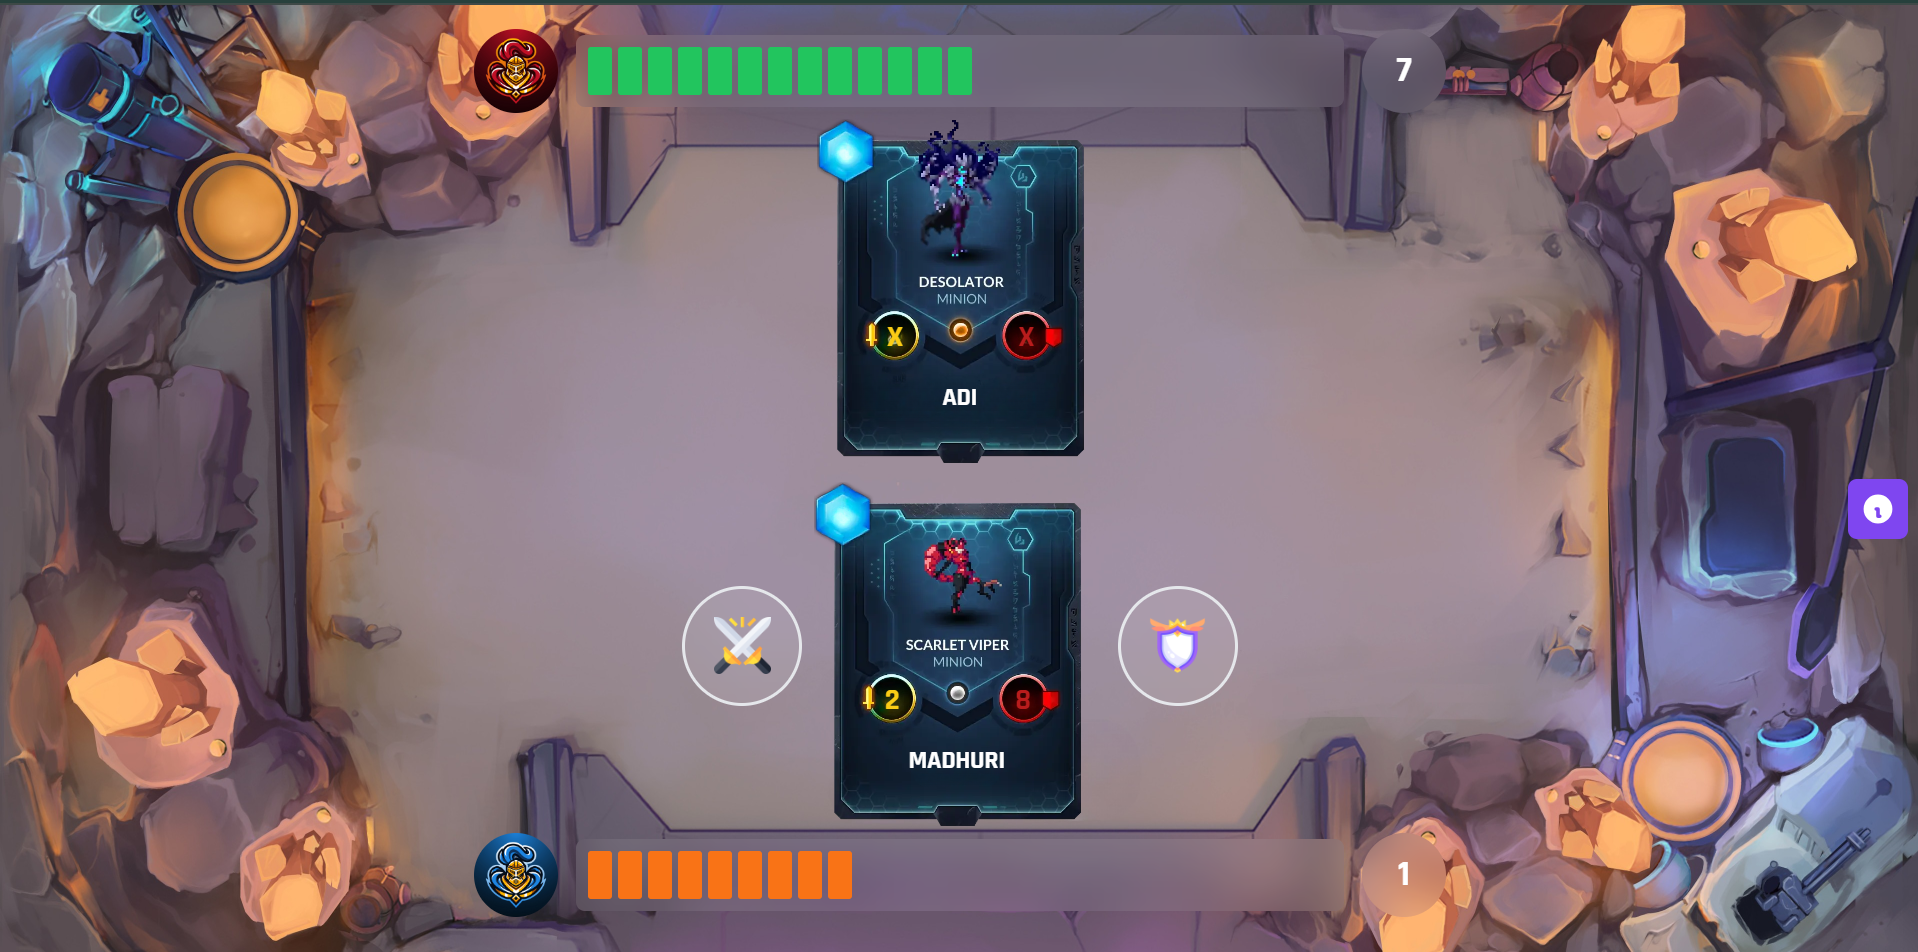 7
DESOLATOR
MINION
X
X
ADI
SCARLET VIPER
MINION
2
8
MADHURI
1